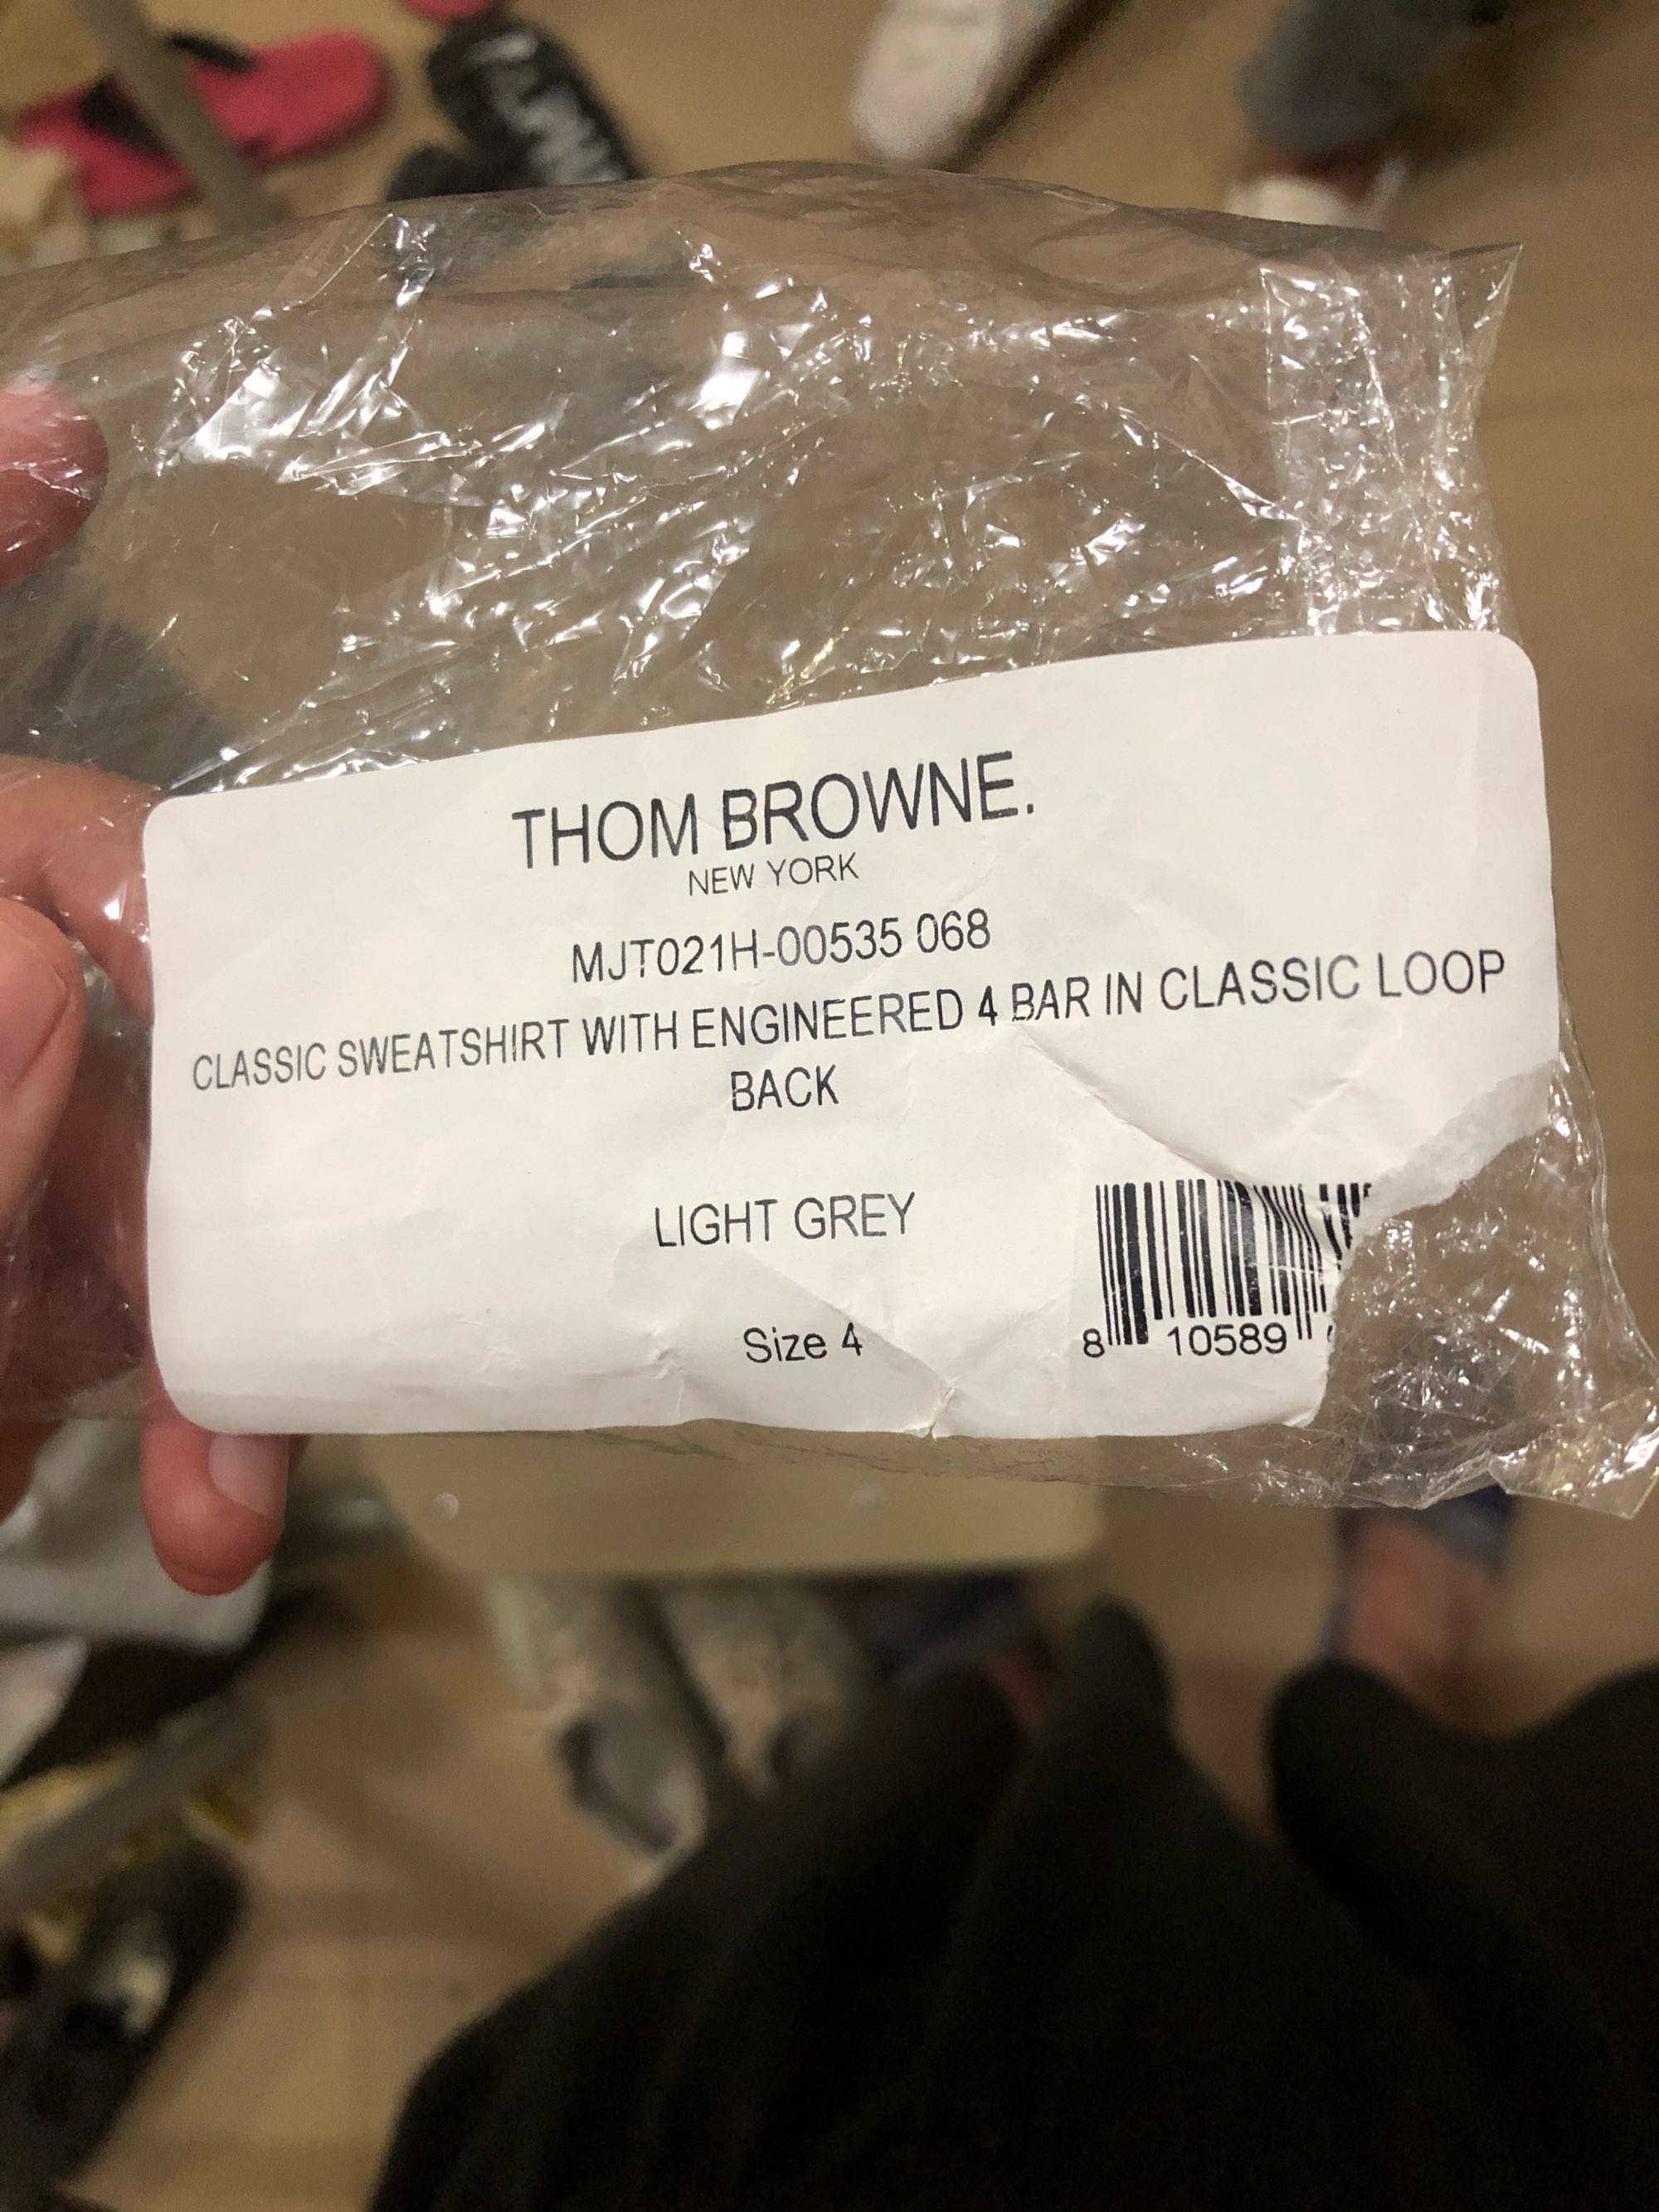 THOM BROWNE.
NEW YORK
MJT021H-00535 068
CLASSIC SWEATSHIRT WITH ENGINEERED 4 BAR IN CLASSIC LOOP
BACK
LIGHT GREY
Size 4
8 10589